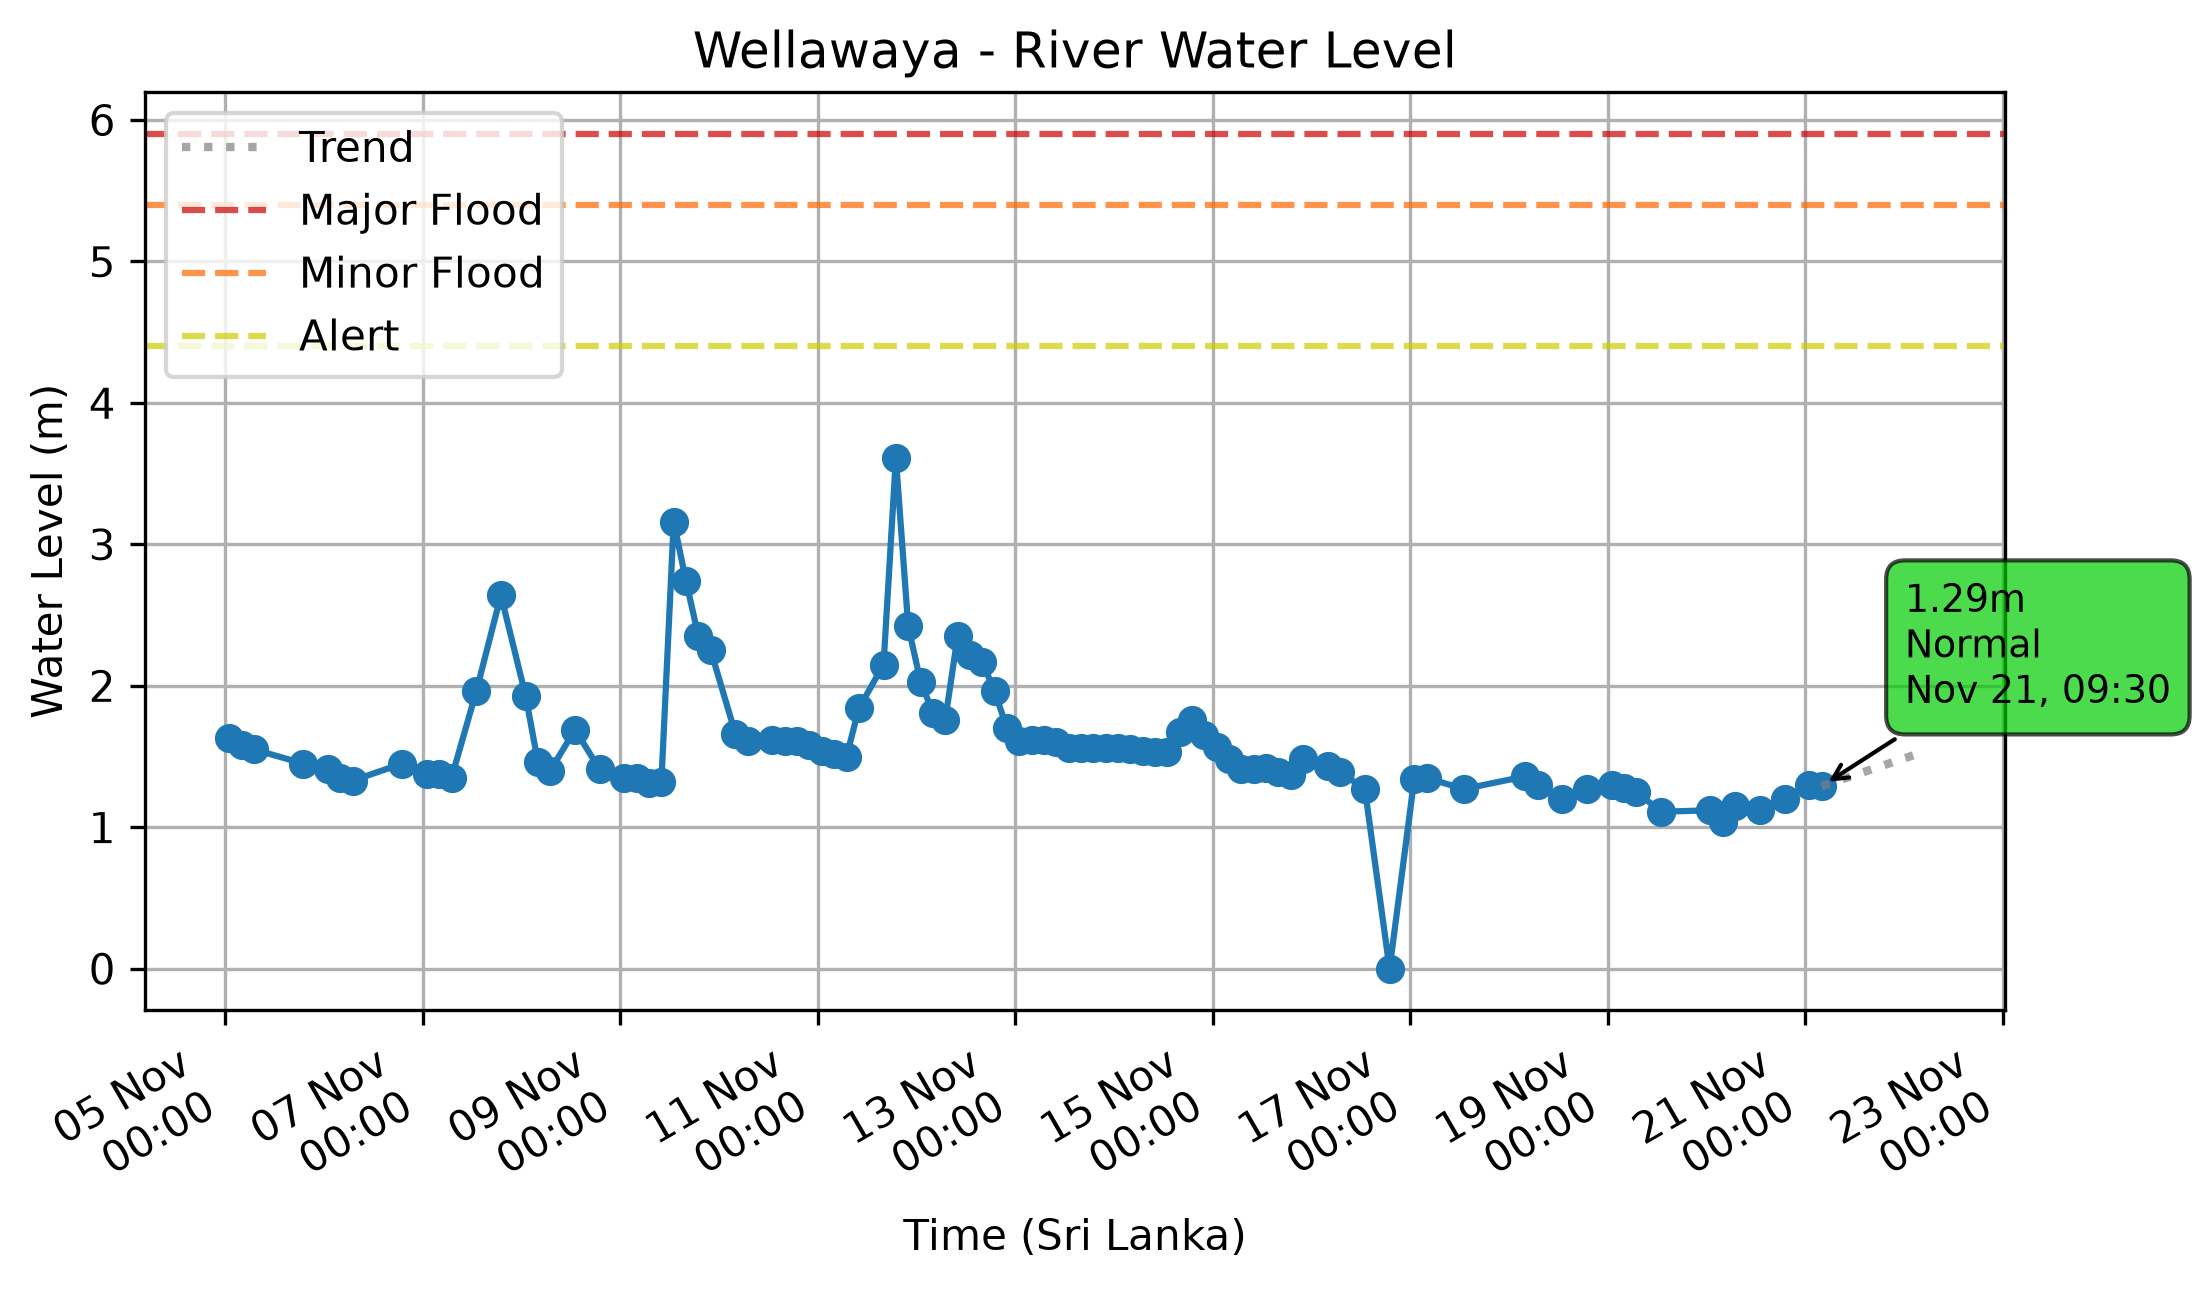 Wellawaya - River Water Level
6
5
4
3
2
1
0
Water Level (m)
Trend
Major Flood
Minor Flood
Alert
1.29m
Normal
Nov 21, 09:30
05 Nov
00:00
07 Nov
00:00
09 Nov
00:00
11 Nov
00:00
13 Nov
00:00
15 Nov
00:00
17 Nov
00:00
19 Nov
00:00
21 Nov
00:00
23 Nov
00:00
Time (Sri Lanka)